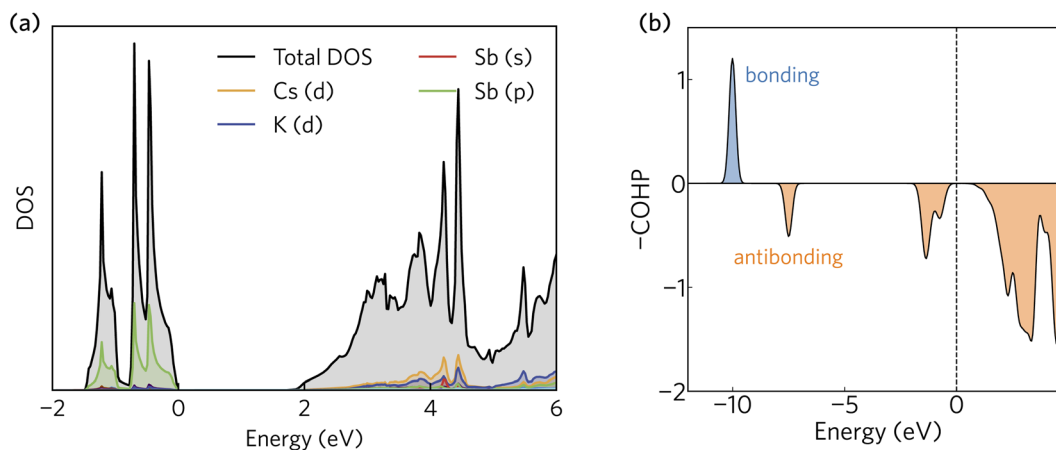 (a)
Total DOS
Sb (s)
Cs (d)
Sb (p)
K (d)
DOS
−2
0
2
4
6
Energy (eV)
(b)
bonding
antibonding
−COHP
1
0
−1
−2
−10
−5
0
Energy (eV)